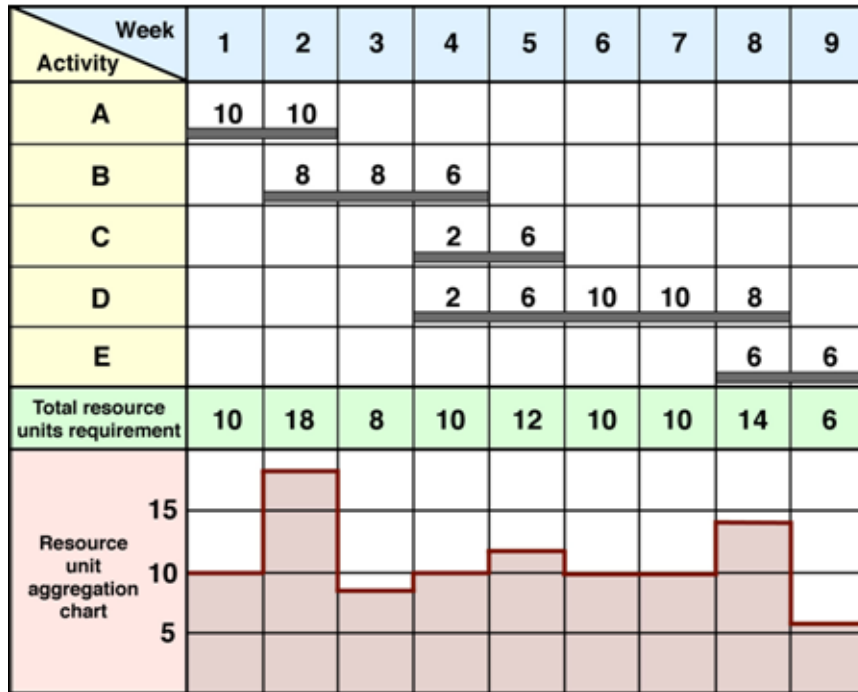 Week
Activity
1 2 3 4 5 6 7 8 9
A 10 10
B 8 8 6
C 2 6
D 2 6 10 10 8
E 6 6
Total resource
units requirement
10 18 8 10 12 10 10 14 6
Resource
unit
aggregation
chart
15
10
5